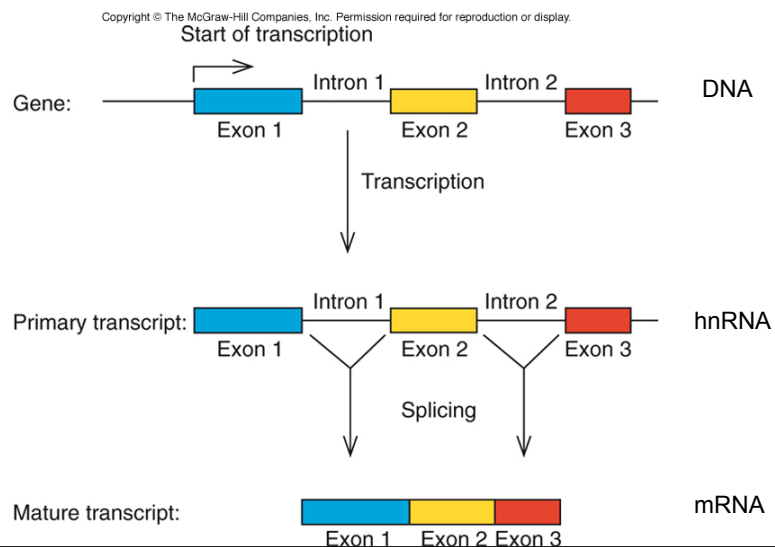 Copyright © The McGraw-Hill Companies, Inc. Permission required for reproduction or display.
Start of transcription
Intron 1 Intron 2
Gene: DNA
Exon 1 Exon 2 Exon 3
Transcription
Intron 1 Intron 2
Primary transcript: hnRNA
Exon 1 Exon 2 Exon 3
Splicing
Mature transcript: mRNA
Exon 1 Exon 2 Exon 3